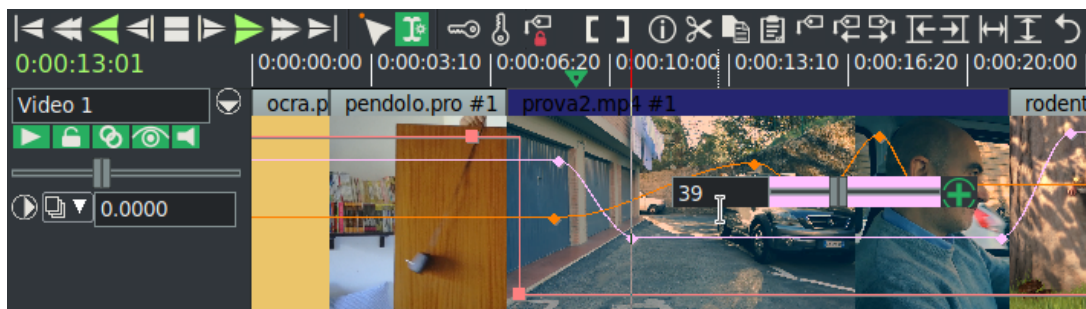 0:00:13:01
0:00:00:00 0:00:03:10 0:00:06:20 0:00:10:00 0:00:13:10 0:00:16:20 0:00:20:00
Video 1
ocra.p pendolo.pro #1 prova2.mp4 #1 rodent
39
0.0000